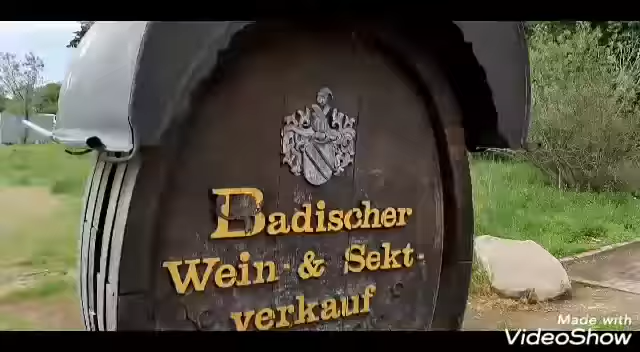 Badischer
Wein- & Sekt-
verkauf
Made with
VideoShow